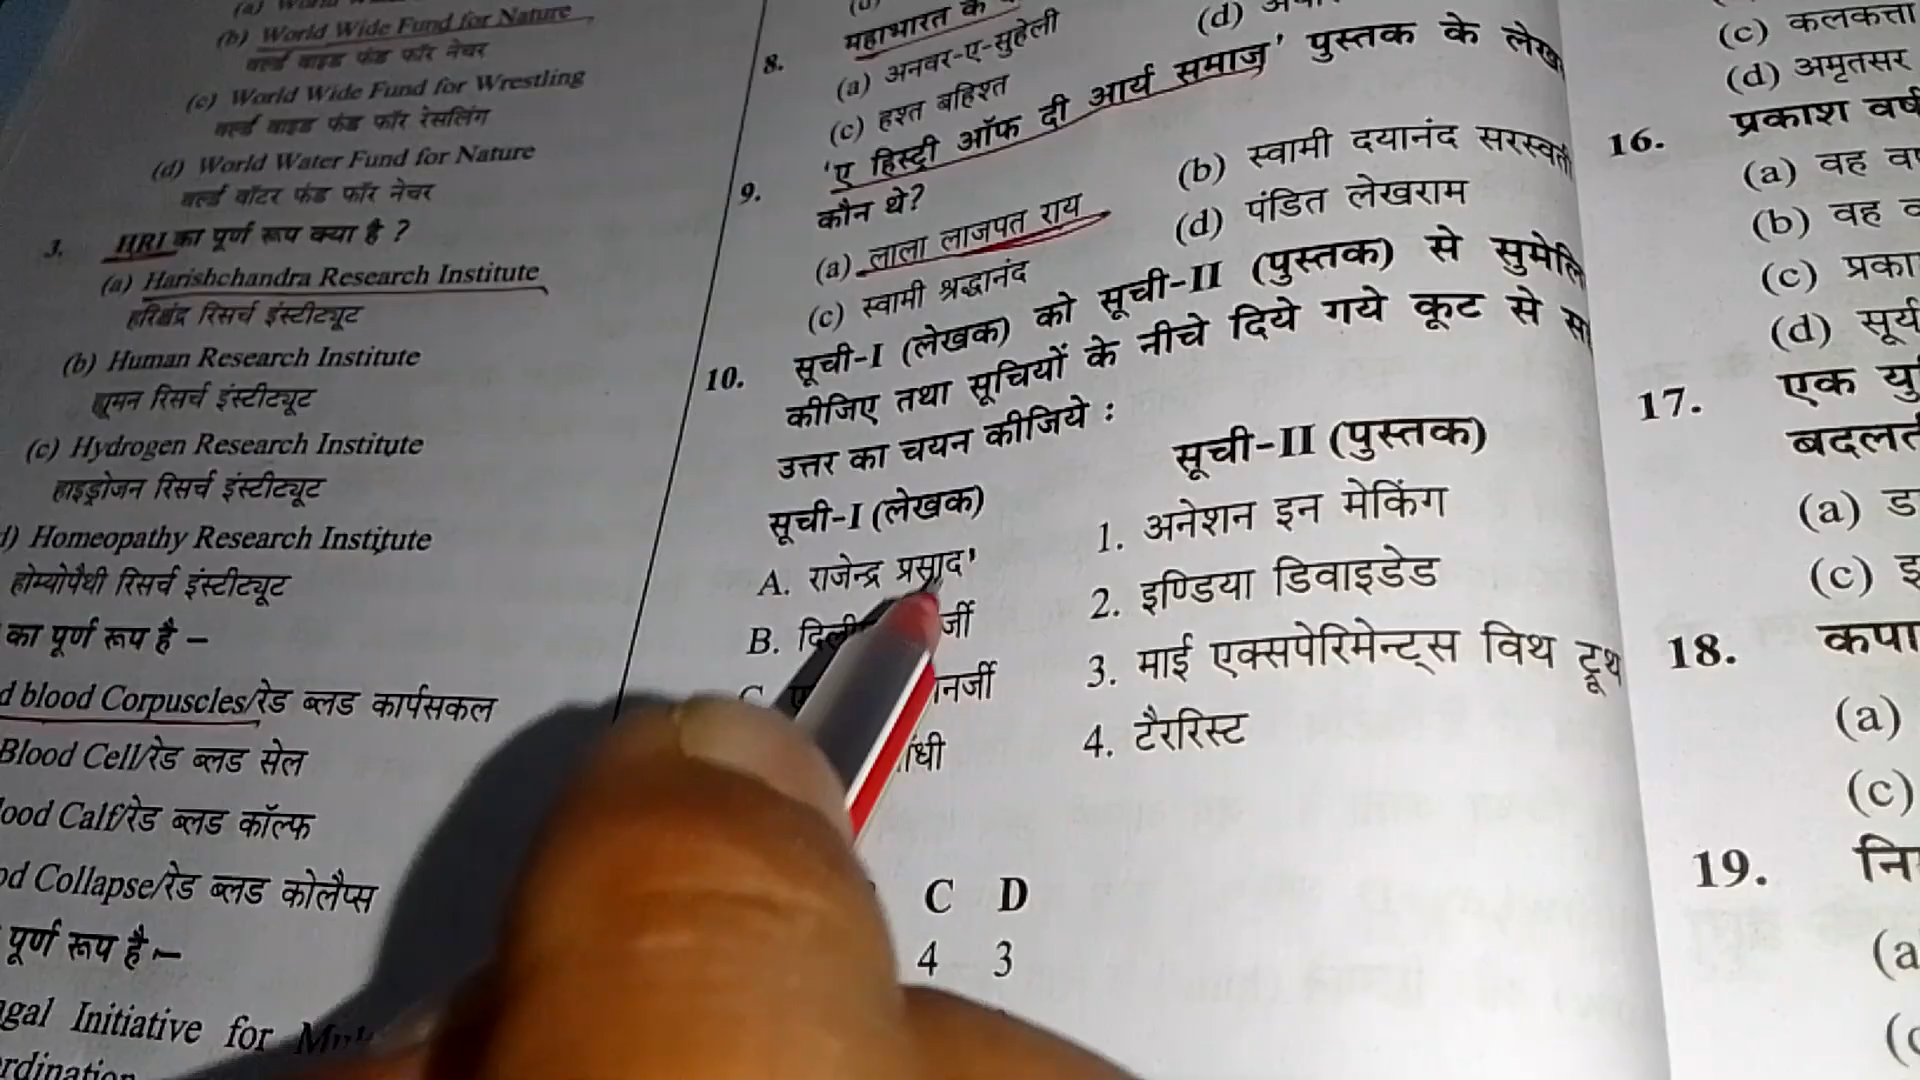 (b) World Wide Fund for Nature
वर्ल्ड वाइड फंड फॉर नेचर
(c) World Wide Fund for Wrestling
वर्ल्ड वाइड फंड फॉर रेसलिंग
(d) World Water Fund for Nature
वर्ल्ड वॉटर फंड फॉर नेचर
3. HRI का पूर्ण रूप क्या है ?
(a) Harishchandra Research Institute
हरिश्चंद्र रिसर्च इंस्टीट्यूट
(b) Human Research Institute
ह्यूमन रिसर्च इंस्टीट्यूट
(c) Hydrogen Research Institute
हाइड्रोजन रिसर्च इंस्टीट्यूट
) Homeopathy Research Institute
होम्योपैथी रिसर्च इंस्टीट्यूट
का पूर्ण रूप है –
d blood Corpuscles/रेड ब्लड कार्पसकल
Blood Cell/रेड ब्लड सेल
ood Calf/रेड ब्लड कॉल्फ
od Collapse/रेड ब्लड कोलैप्स
पूर्ण रूप है –
gal Initiative for
rdination
8. महाभारत के
(a) अनवर-ए-सुहेली
(c) हश्त बहिश्त
(d)
9. 'ए हिस्ट्री ऑफ दी आर्य समाज' पुस्तक के लेख
कौन थे?
(a) लाला लाजपत राय
(b) स्वामी दयानंद सरस्वती
(c) स्वामी श्रद्धानंद
(d) पंडित लेखराम
10. सूची-I (लेखक) को सूची-II (पुस्तक) से सुमेलि
कीजिए तथा सूचियों के नीचे दिये गये कूट से स
उत्तर का चयन कीजिये :
सूची-I (लेखक) सूची-II (पुस्तक)
A. राजेन्द्र प्रसाद' 1. अनेशन इन मेकिंग
B. 2. इण्डिया डिवाइडेड
3. माई एक्सपेरिमेन्ट्स विथ ट्रूथ
4. टैररिस्ट
C D
4 3
(c) कलकत्ता
(d) अमृतसर
16. प्रकाश वर्ष
(a) वह
(b) वह
(c) प्रका
(d) सूर्य
17. एक यु
बदलत
(a) ड
(c) इ
18. कपा
(a)
(c)
19. नि
(a
(c